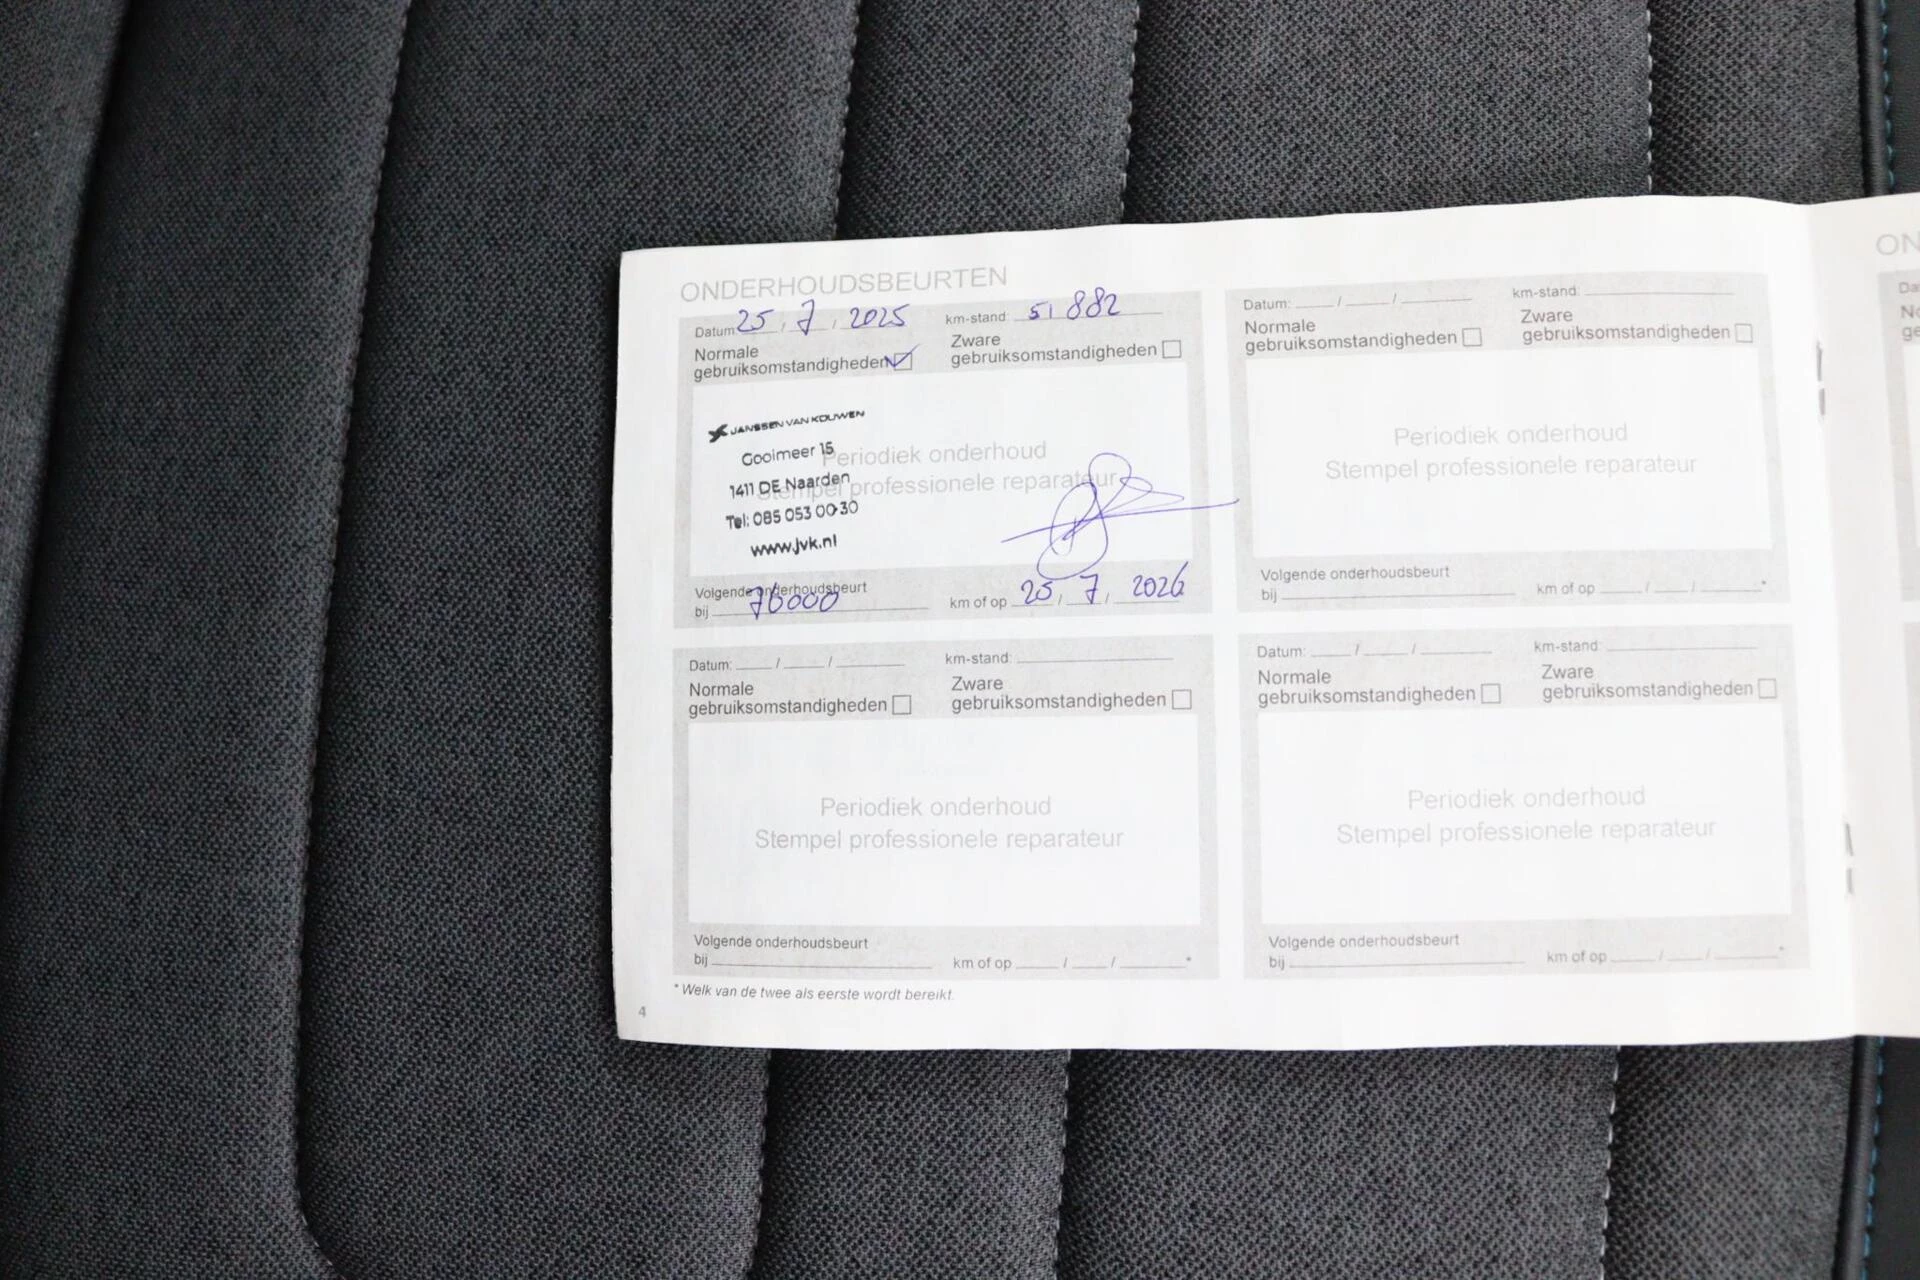 ONDERHOUDSBEURTEN
Datum: 25 / 7 / 2025 km-stand: 51 882
Normale
gebruiksomstandigheden
Zware
gebruiksomstandigheden
JANSSEN VAN KOUWEN
Gooimeer 15
1411 DE Naarden
Tel: 085 053 00 30
www.jvk.nl
Periodiek onderhoud
Stempel professionele reparateur
Volgende onderhoudsbeurt
bij 76000 km of op 25 / 7 / 2026
Datum: / / km-stand:
Normale
gebruiksomstandigheden
Zware
gebruiksomstandigheden
Periodiek onderhoud
Stempel professionele reparateur
Volgende onderhoudsbeurt
bij km of op / / *
Datum: / / km-stand:
Normale
gebruiksomstandigheden
Zware
gebruiksomstandigheden
Periodiek onderhoud
Stempel professionele reparateur
Volgende onderhoudsbeurt
bij km of op / / *
Datum: / / km-stand:
Normale
gebruiksomstandigheden
Zware
gebruiksomstandigheden
Periodiek onderhoud
Stempel professionele reparateur
Volgende onderhoudsbeurt
bij km of op / / *
* Welk van de twee als eerste wordt bereikt.
4
ON